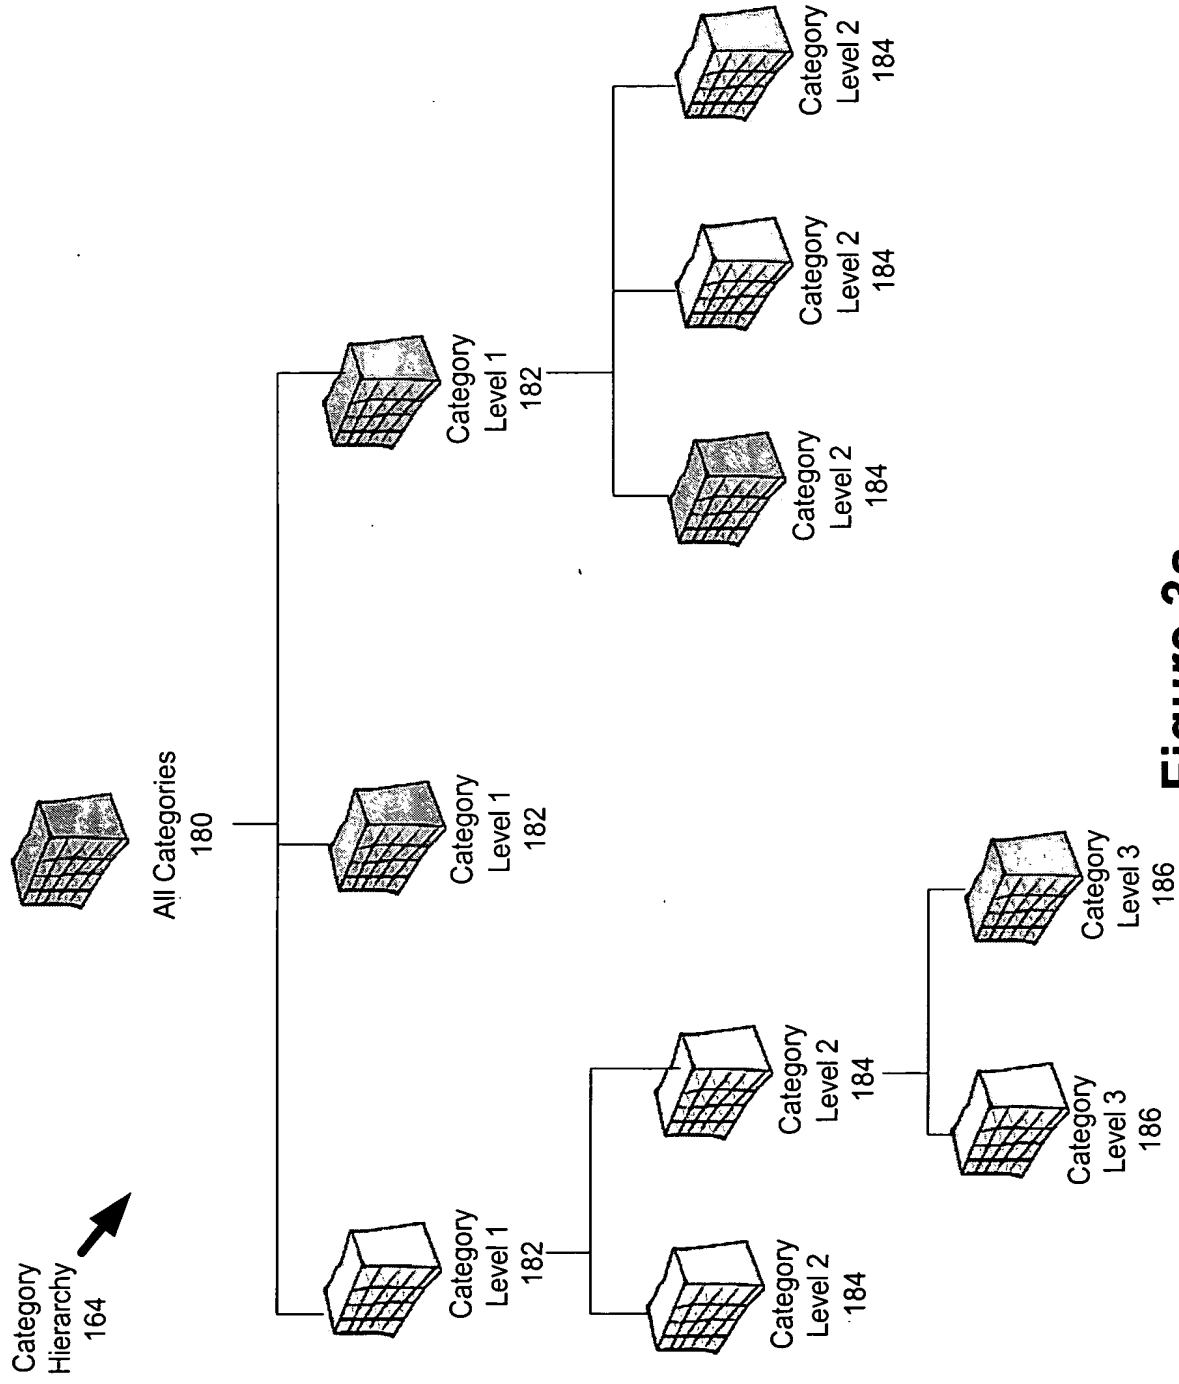 Category
Hierarchy
164
All Categories
180
Category
Level 1
182
Category
Level 1
182
Category
Level 1
182
Category
Level 2
184
Category
Level 2
184
Category
Level 2
184
Category
Level 2
184
Category
Level 2
184
Category
Level 3
186
Category
Level 3
186
Figure